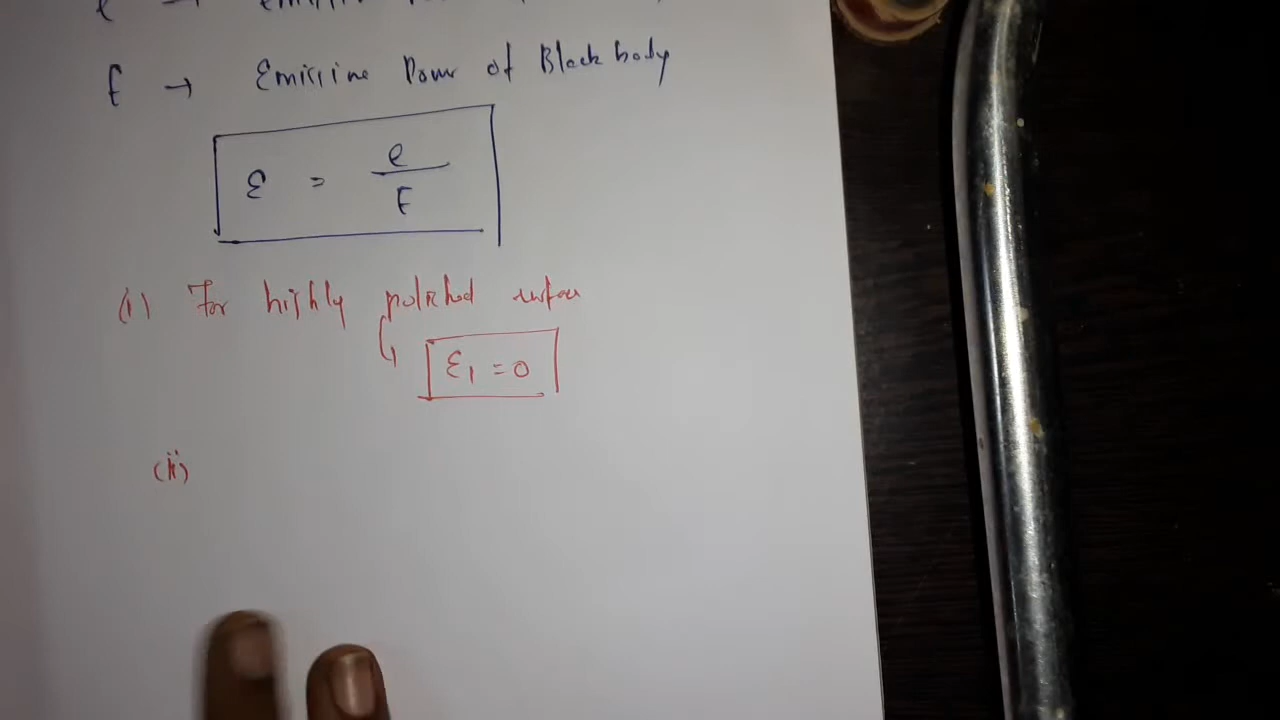 E → Emissive Power of Black body
ε = e / E
(i) For highly polished surface
ε₁ = 0
(ii)